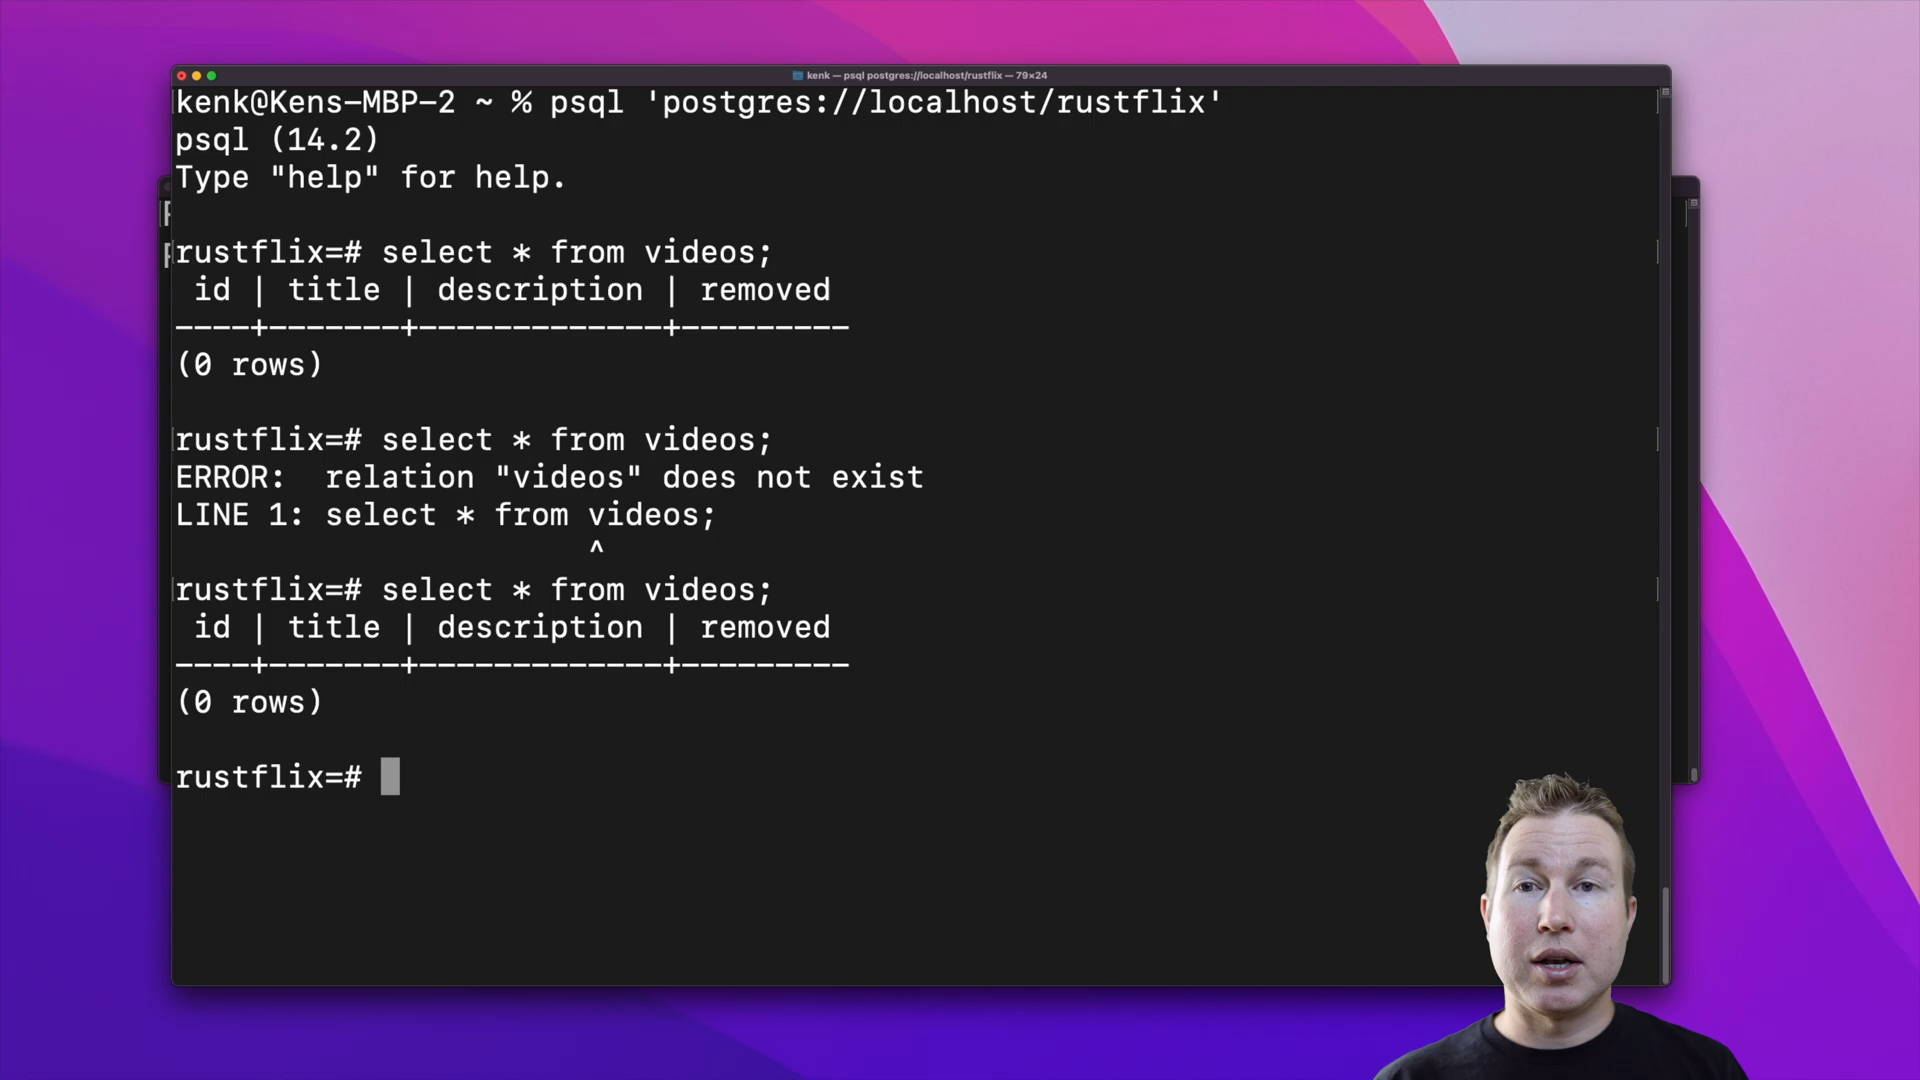 kenk — psql postgres://localhost/rustflix — 79×24
kenk@Kens-MBP-2 ~ % psql 'postgres://localhost/rustflix'
psql (14.2)
Type "help" for help.
rustflix=# select * from videos;
id | title | description | removed
----+-------+-------------+---------
(0 rows)
rustflix=# select * from videos;
ERROR:  relation "videos" does not exist
LINE 1: select * from videos;
^
rustflix=# select * from videos;
id | title | description | removed
----+-------+-------------+---------
(0 rows)
rustflix=#